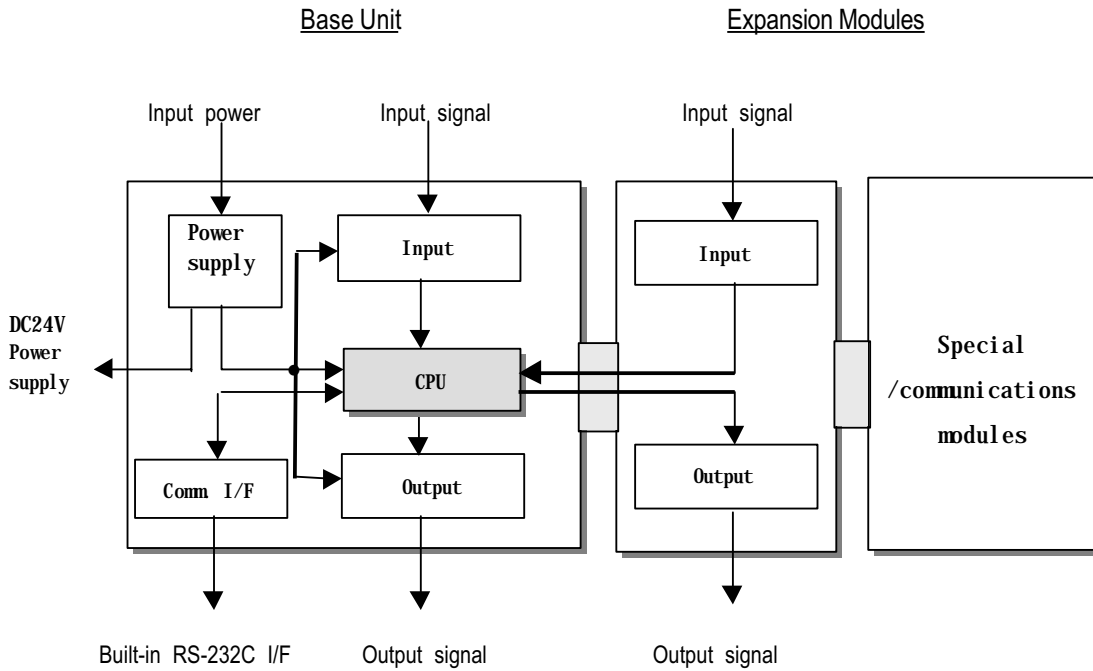 Base Unit
Expansion Modules
Input power
Input signal
Input signal
Power
supply
Input
Input
DC24V
Power
supply
CPU
Special
/communications
modules
Comm. I/F
Output
Output
Built-in RS-232C I/F
Output signal
Output signal